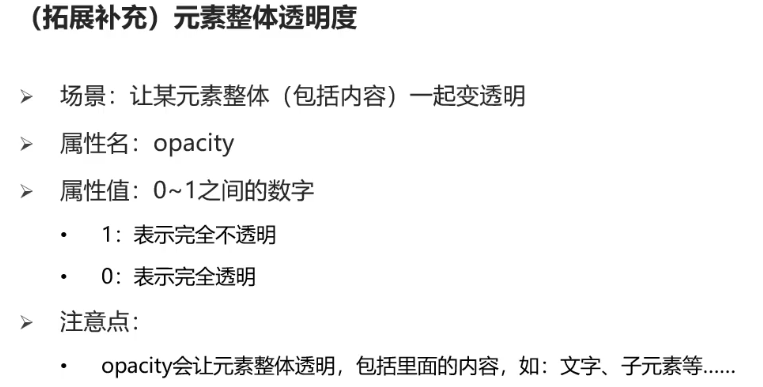 （拓展补充）元素整体透明度
➢ 场景：让某元素整体（包括内容）一起变透明
➢ 属性名：opacity
➢ 属性值：0~1之间的数字
• 1：表示完全不透明
• 0：表示完全透明
➢ 注意点：
• opacity会让元素整体透明，包括里面的内容，如：文字、子元素等……